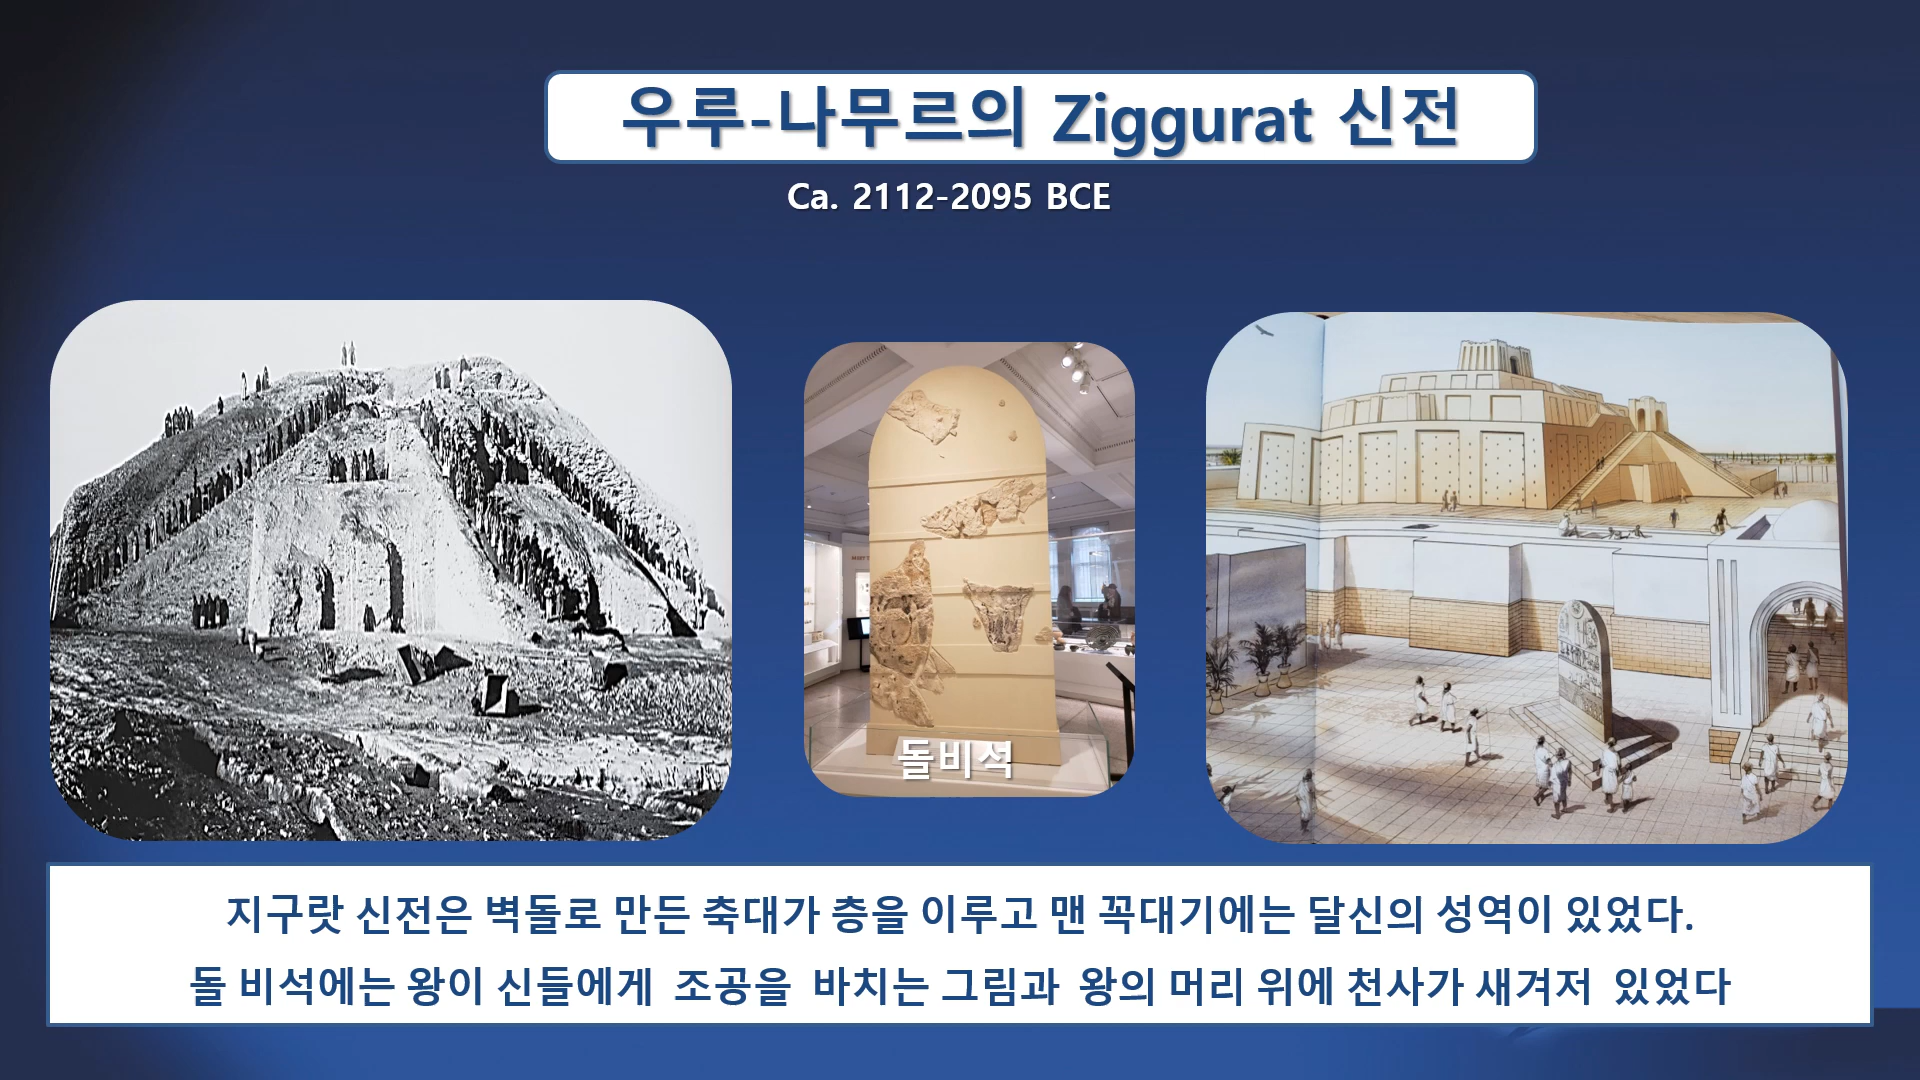 우루-나무르의 Ziggurat 신전
Ca. 2112-2095 BCE
돌비석
지구랏 신전은 벽돌로 만든 축대가 층을 이루고 맨 꼭대기에는 달신의 성역이 있었다.
돌 비석에는 왕이 신들에게 조공을 바치는 그림과 왕의 머리 위에 천사가 새겨저 있었다